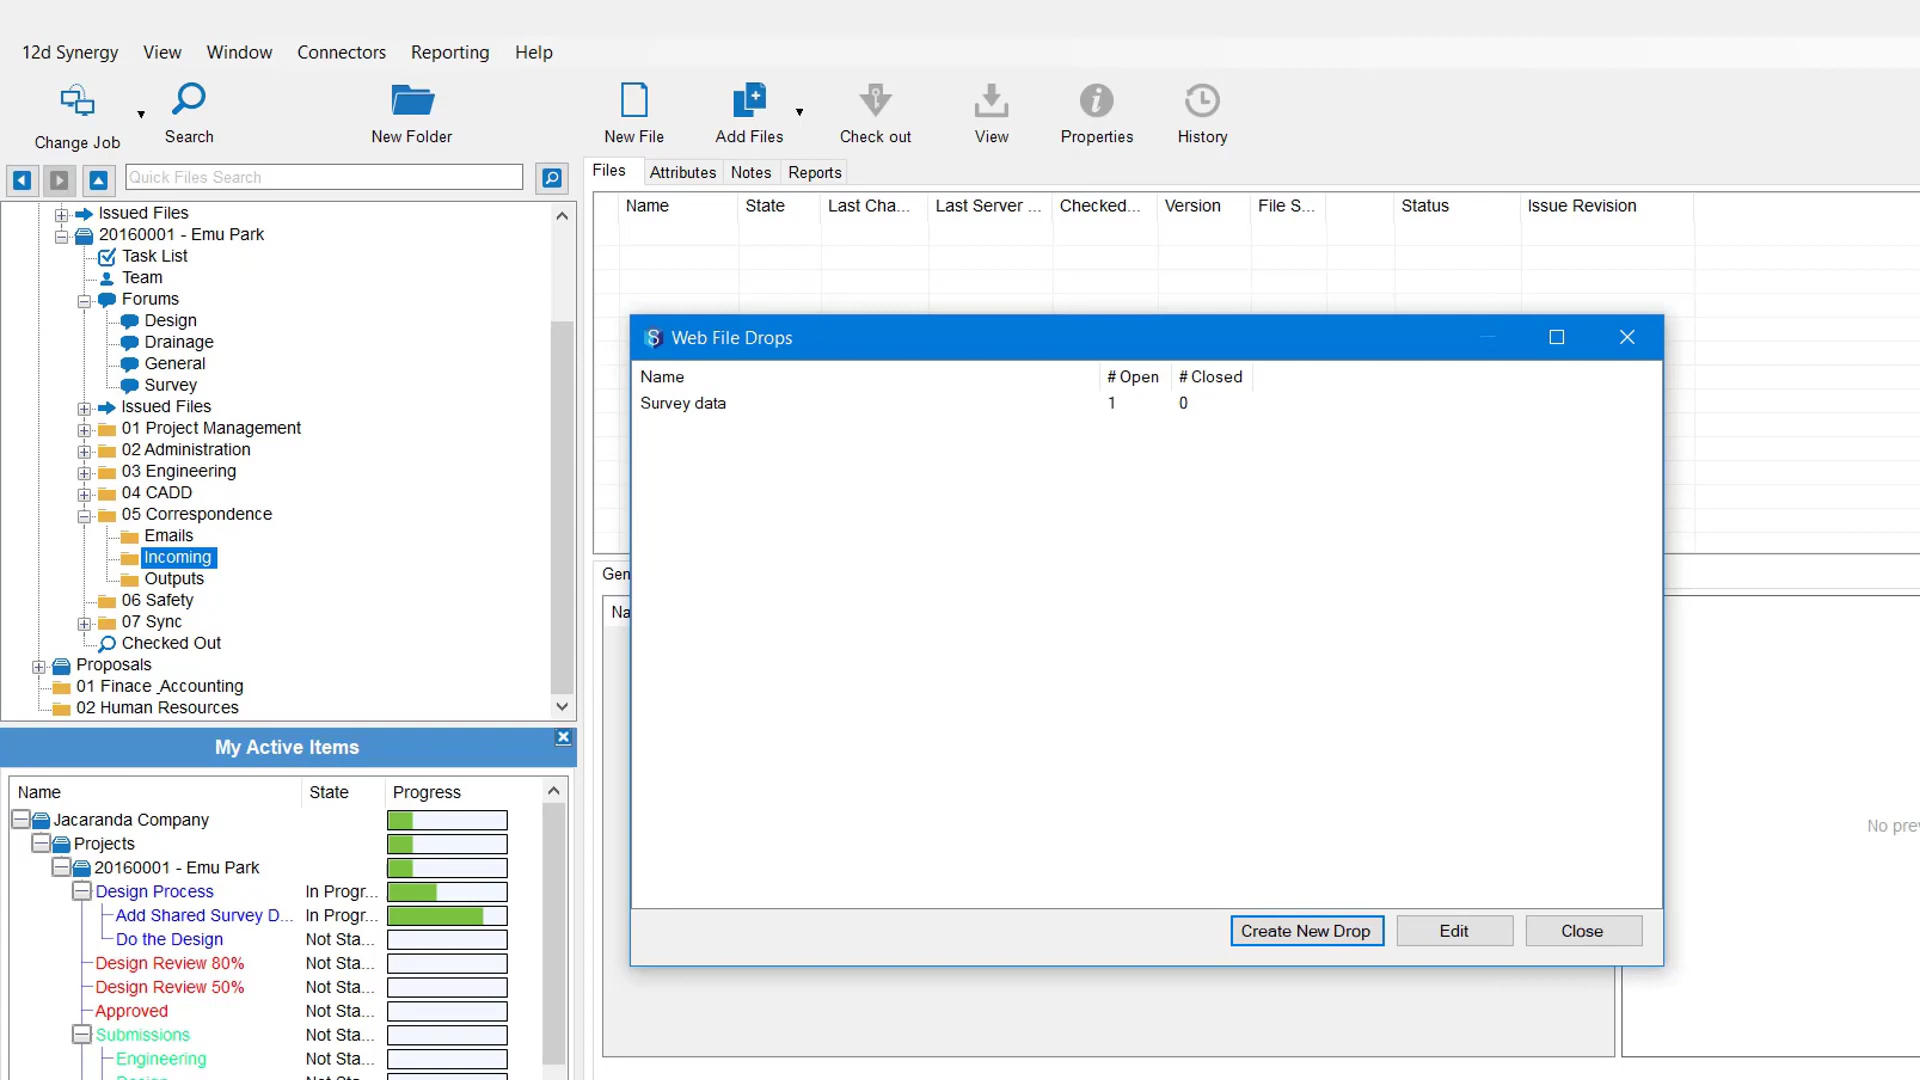 12d Synergy View Window Connectors Reporting Help
Change Job Search New Folder New File Add Files Check out View Properties History
Quick Files Search
Files Attributes Notes Reports
Name State Last Cha... Last Server ... Checked... Version File S... Status Issue Revision
Issued Files
20160001 - Emu Park
Task List
Team
Forums
Design
Drainage
General
Survey
Issued Files
01 Project Management
02 Administration
03 Engineering
04 CADD
05 Correspondence
Emails
Incoming
Outputs
06 Safety
07 Sync
Checked Out
Proposals
01 Finace _Accounting
02 Human Resources
Web File Drops
Name # Open # Closed
Survey data 1 0
Create New Drop Edit Close
Gen
Na
No prev
My Active Items
Name State Progress
Jacaranda Company
Projects
20160001 - Emu Park
Design Process In Progr...
Add Shared Survey D... In Progr...
Do the Design Not Sta...
Design Review 80% Not Sta...
Design Review 50% Not Sta...
Approved Not Sta...
Submissions Not Sta...
Engineering Not Sta...